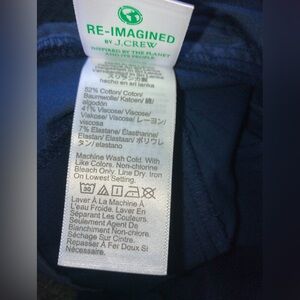 RE-IMAGINED
BY J.CREW
INSPIRED BY THE PLANET
AND ITS PEOPLE
hecho en sri lanka
52% Cotton/ Coton/
Baumwolle/ Katoen/ 綿/
algodón
41% Viscose/ Viscose/
Viskose/ Viscose/ レーヨン/
viscosa
7% Elastane/ Élasthanne/
Elastan/ Elastaan/ ポリウレ
タン/ elastano
Machine Wash Cold. With
Like Colors. Non-chlorine
Bleach Only. Line Dry. Iron
On Lowest Setting.
30
Laver À La Machine À
L'eau Froide. Laver En
Séparant Les Couleurs.
Seulement Agent De
Blanchiment Non-chloré.
Séchage Sur Cintre.
Repasser À Fer Doux Si
Nécessaire.